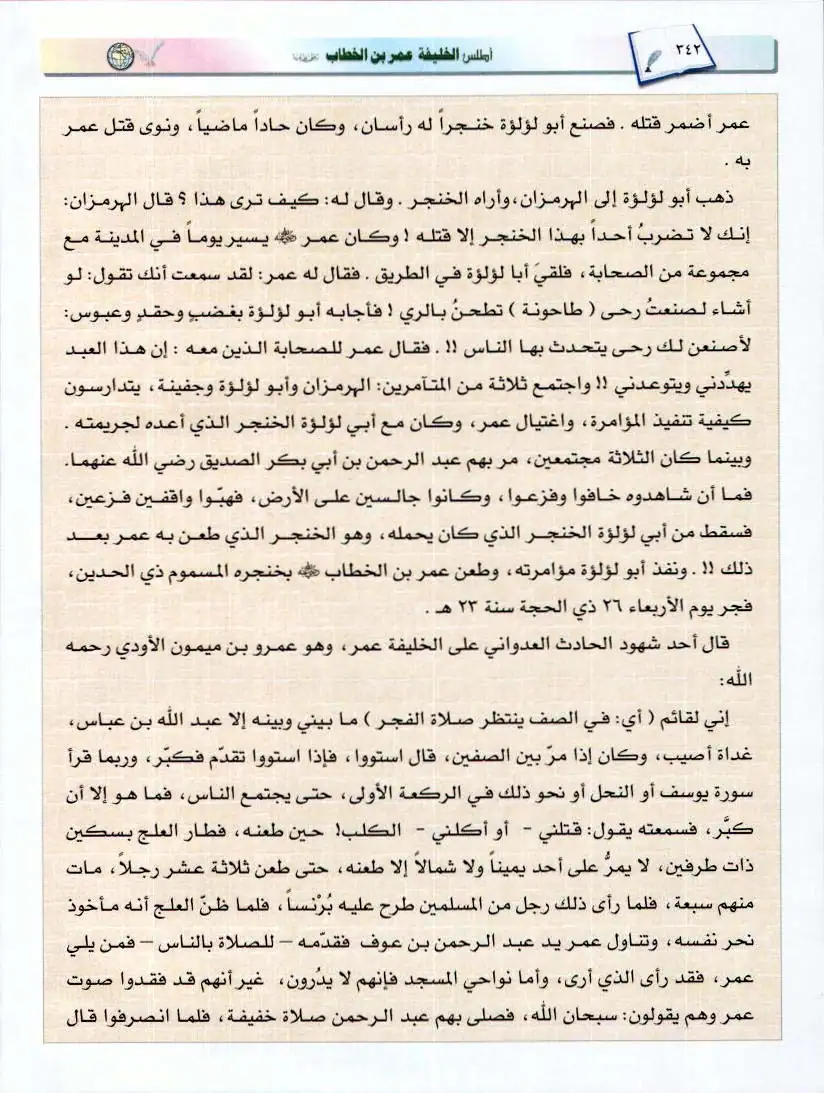 ٣٤٢
أطلس الخليفة عمر بن الخطاب رضي الله عنه
عمر أضمر قتله . فصنع أبو لؤلؤة خنجراً له رأسان، وكان حاداً ماضياً، ونوى قتل عمر
به .
ذهب أبو لؤلؤة إلى الهرمزان،وأراه الخنجر . وقال له: كيف ترى هذا ؟ قال الهرمزان:
إنك لا تضربُ أحداً بهذا الخنجر إلا قتله ! وكان عمر رضي الله عنه يسير يوماً في المدينة مع
مجموعة من الصحابة، فلقيَ أبا لؤلؤة في الطريق . فقال له عمر: لقد سمعت أنك تقول: لو
أشاء لصنعتُ رحى ( طاحونة ) تطحنُ بالري ! فأجابه أبو لؤلؤة بغضبٍ وحقدٍ وعبوس:
لأصنعن لك رحى يتحدث بها الناس !! . فقال عمر للصحابة الذين معه : إن هذا العبد
يهدِّدني ويتوعدني !! واجتمع ثلاثة من المتآمرين: الهرمزان وأبو لؤلؤة وجفينة، يتدارسون
كيفية تنفيذ المؤامرة، واغتيال عمر، وكان مع أبي لؤلؤة الخنجر الذي أعده لجريمته .
وبينما كان الثلاثة مجتمعين، مر بهم عبد الرحمن بن أبي بكر الصديق رضي الله عنهما.
فما أن شاهدوه خافوا وفزعوا، وكانوا جالسين على الأرض، فهبّوا واقفين فزعين،
فسقط من أبي لؤلؤة الخنجر الذي كان يحمله، وهو الخنجر الذي طعن به عمر بعد
ذلك !! . ونفذ أبو لؤلؤة مؤامرته، وطعن عمر بن الخطاب رضي الله عنه بخنجره المسموم ذي الحدين،
فجر يوم الأربعاء ٢٦ ذي الحجة سنة ٢٣ هـ .
قال أحد شهود الحادث العدواني على الخليفة عمر، وهو عمرو بن ميمون الأودي رحمه
الله:
إني لقائم ( أي: في الصف ينتظر صلاة الفجر ) ما بيني وبينه إلا عبد الله بن عباس،
غداة أصيب، وكان إذا مرّ بين الصفين، قال استووا، فإذا استووا تقدّم فكبّر، وربما قرأ
سورة يوسف أو النحل أو نحو ذلك في الركعة الأولى، حتى يجتمع الناس، فما هو إلا أن
كبَّر، فسمعته يقول: قتلني - أو أكلني - الكلب! حين طعنه، فطار العلج بسكين
ذات طرفين، لا يمرُّ على أحد يميناً ولا شمالاً إلا طعنه، حتى طعن ثلاثة عشر رجلاً، مات
منهم سبعة، فلما رأى ذلك رجل من المسلمين طرح عليه بُرْنساً، فلما ظنّ العلج أنه مأخوذ
نحر نفسه، وتناول عمر يد عبد الرحمن بن عوف فقدّمه – للصلاة بالناس – فمن يلي
عمر، فقد رأى الذي أرى، وأما نواحي المسجد فإنهم لا يدْرون، غير أنهم قد فقدوا صوت
عمر وهم يقولون: سبحان الله، فصلى بهم عبد الرحمن صلاة خفيفة، فلما انصرفوا قال